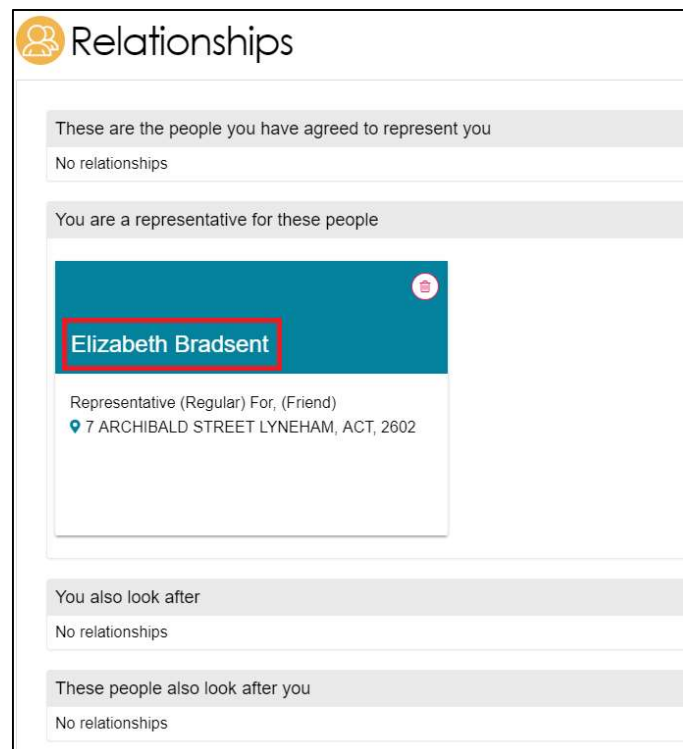 Relationships
These are the people you have agreed to represent you
No relationships
You are a representative for these people
Elizabeth Bradsent
Representative (Regular) For, (Friend)
7 ARCHIBALD STREET LYNEHAM, ACT, 2602
You also look after
No relationships
These people also look after you
No relationships